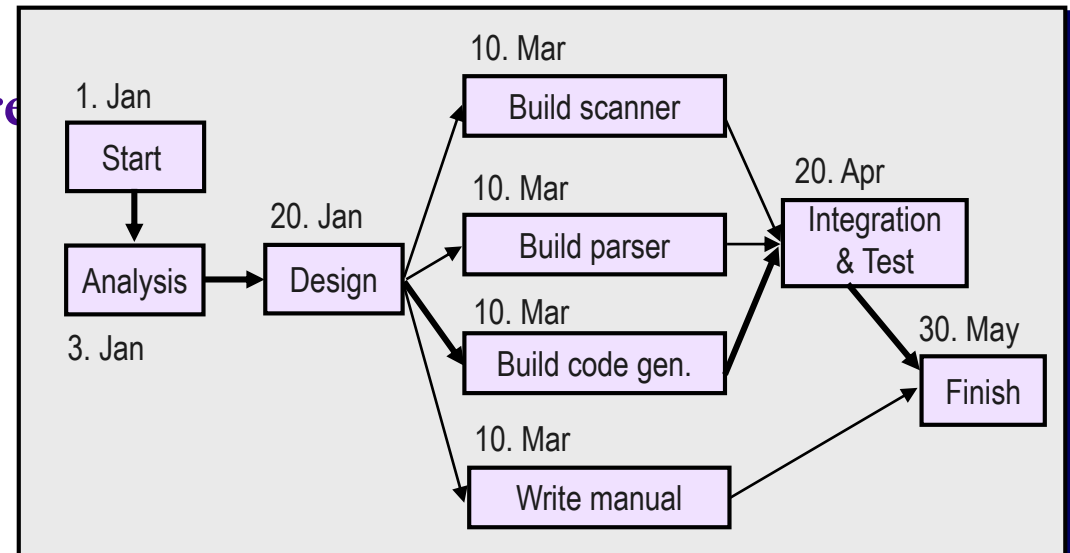 re
1. Jan
Start
Analysis
3. Jan
20. Jan
Design
10. Mar
Build scanner
10. Mar
Build parser
10. Mar
Build code gen.
10. Mar
Write manual
20. Apr
Integration
& Test
30. May
Finish